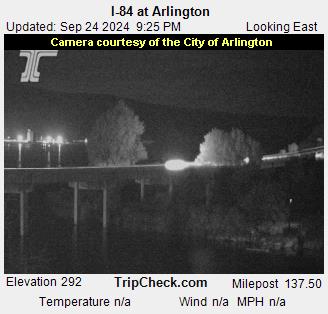 I-84 at Arlington
Updated: Sep 24 2024 9:25 PM Looking East
Camera courtesy of the City of Arlington
Elevation 292 TripCheck.com Milepost 137.50
Temperature n/a Wind n/a MPH n/a